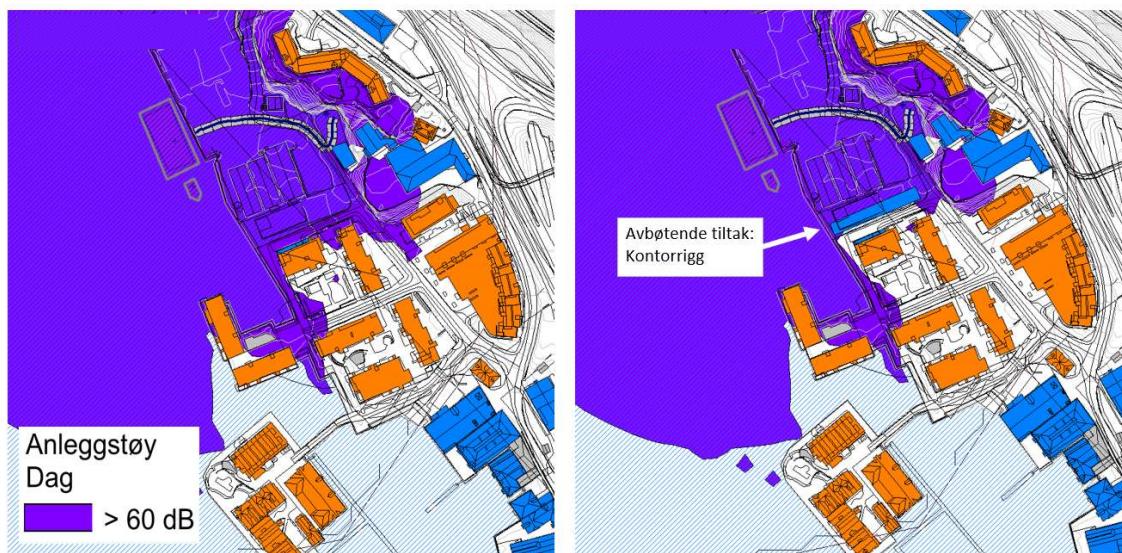 Anleggstøy
Dag
> 60 dB
Avbøtende tiltak:
Kontorrigg